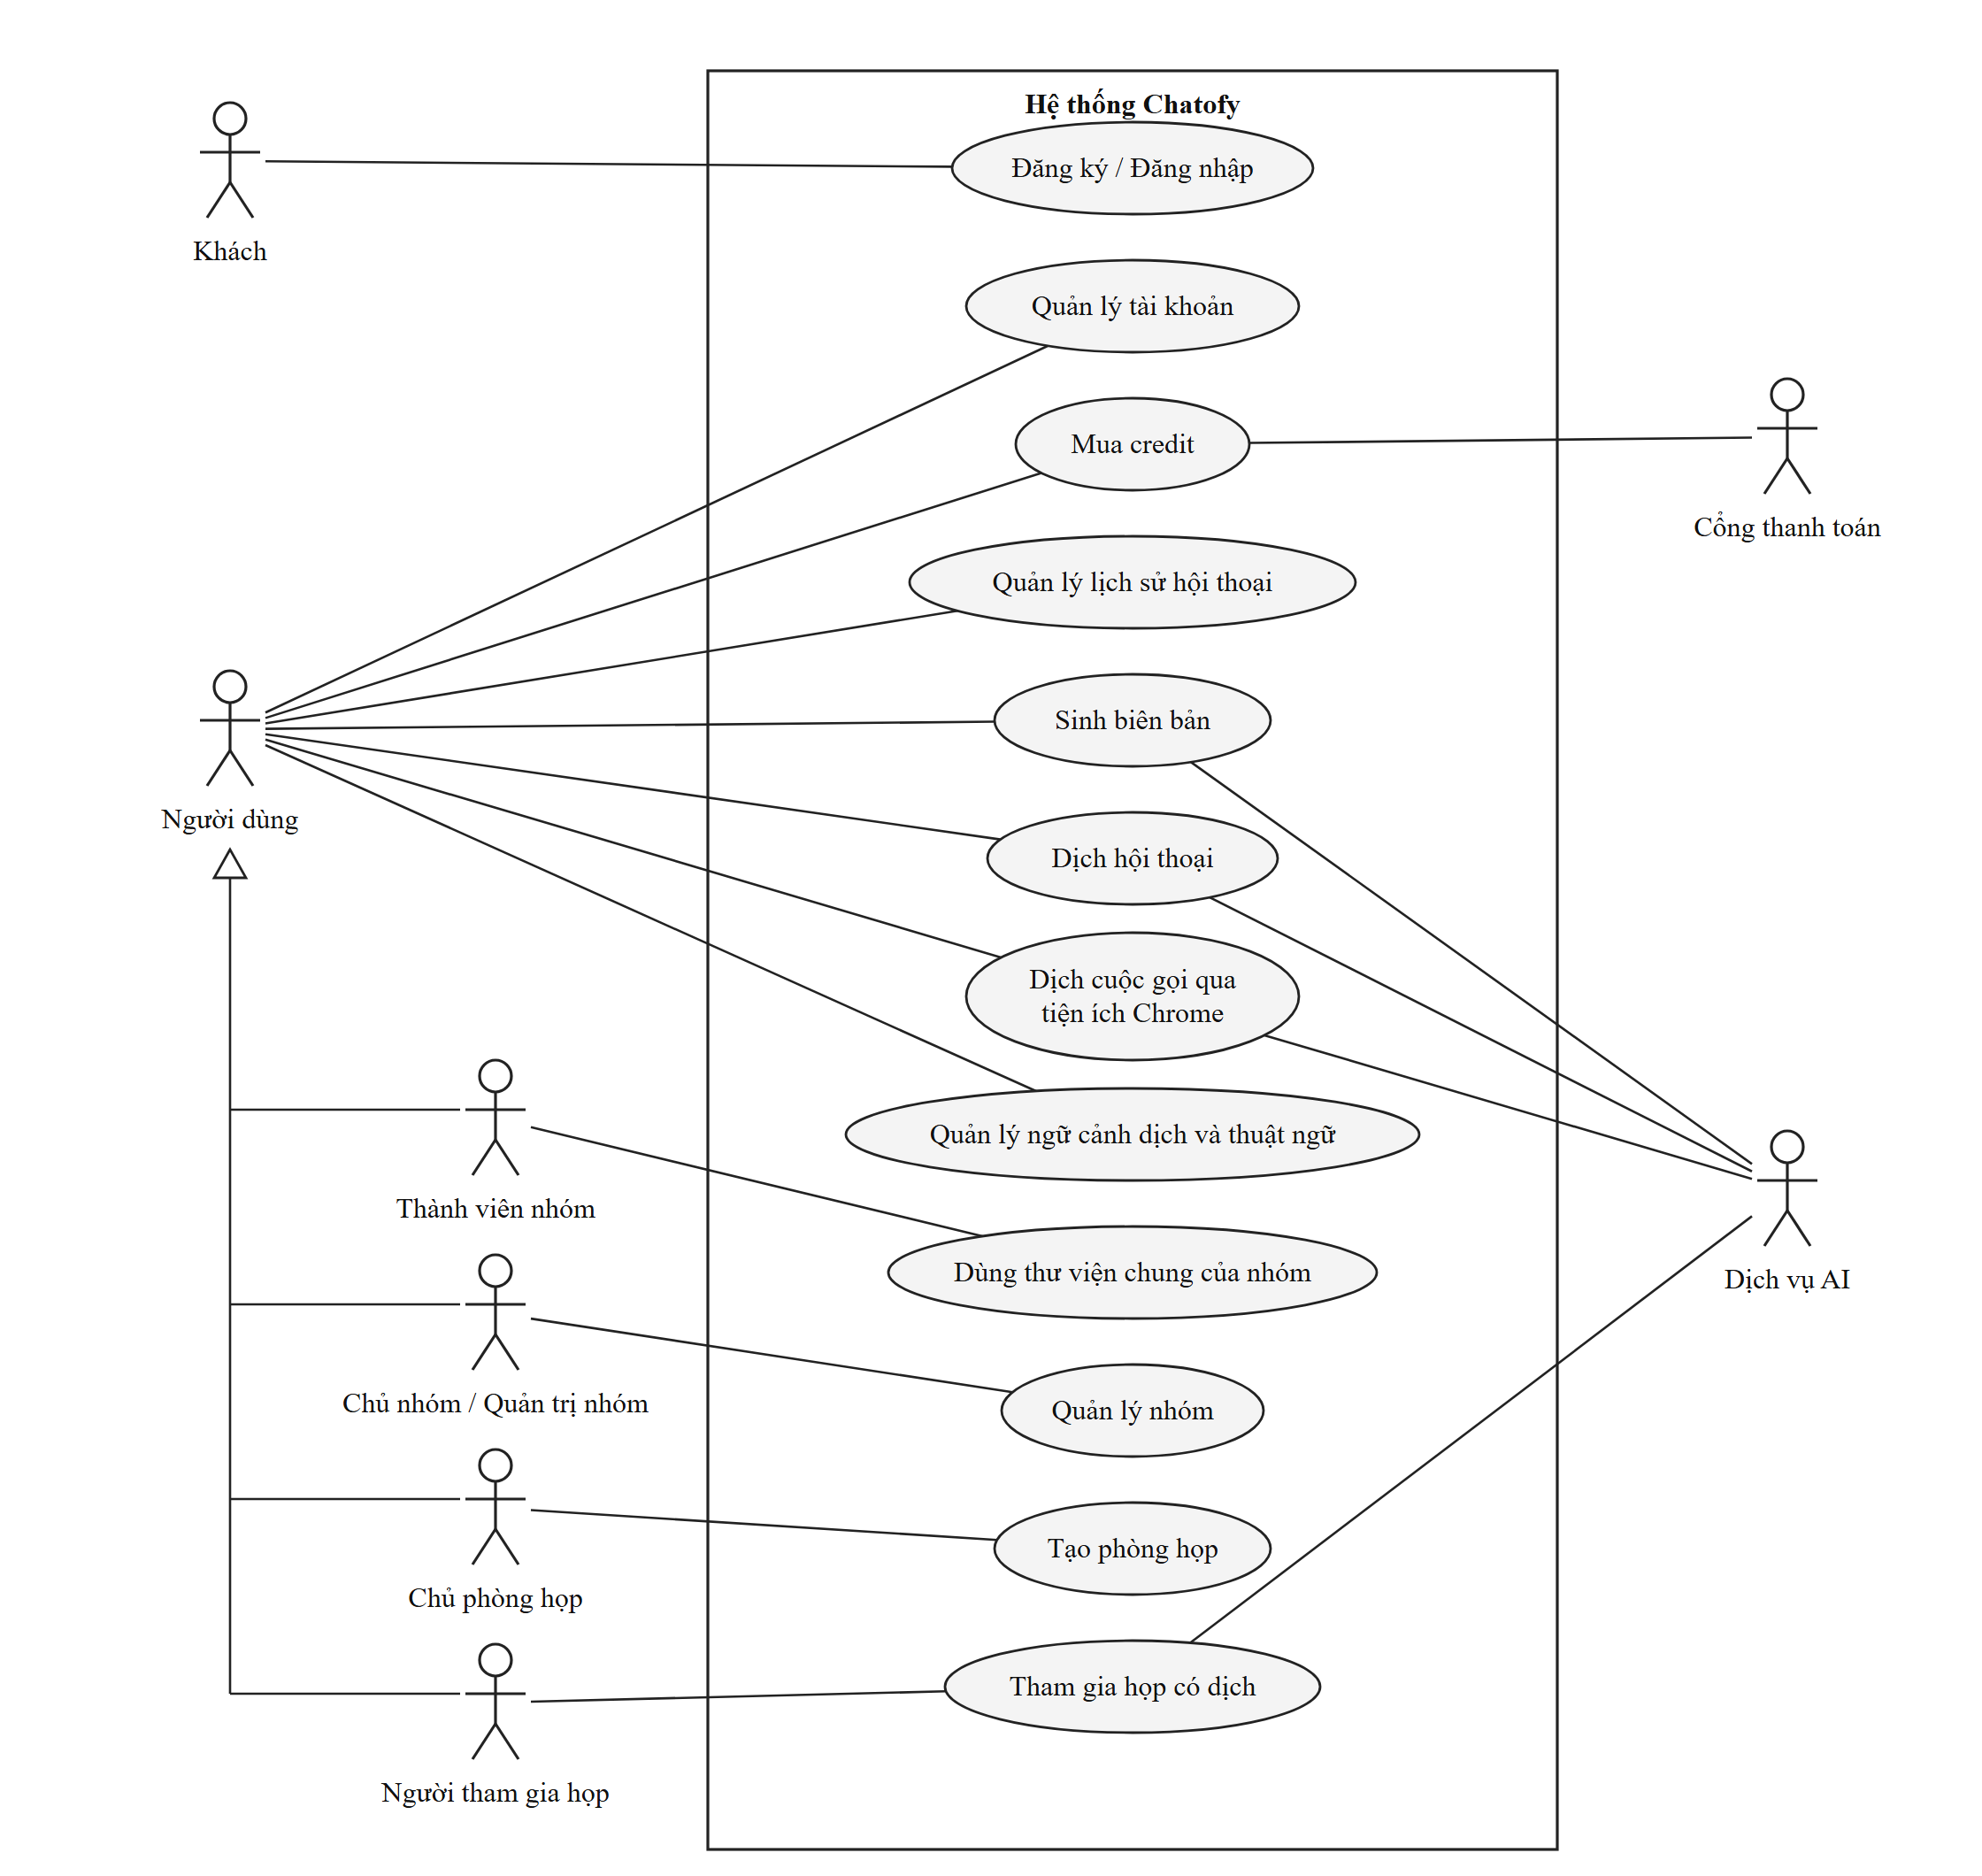 Hệ thống Chatofy
Đăng ký / Đăng nhập
Khách
Quản lý tài khoản
Mua credit
Cổng thanh toán
Quản lý lịch sử hội thoại
Sinh biên bản
Người dùng
Dịch hội thoại
Dịch cuộc gọi qua
tiện ích Chrome
Quản lý ngữ cảnh dịch và thuật ngữ
Thành viên nhóm
Dùng thư viện chung của nhóm
Dịch vụ AI
Chủ nhóm / Quản trị nhóm
Quản lý nhóm
Tạo phòng họp
Chủ phòng họp
Tham gia họp có dịch
Người tham gia họp